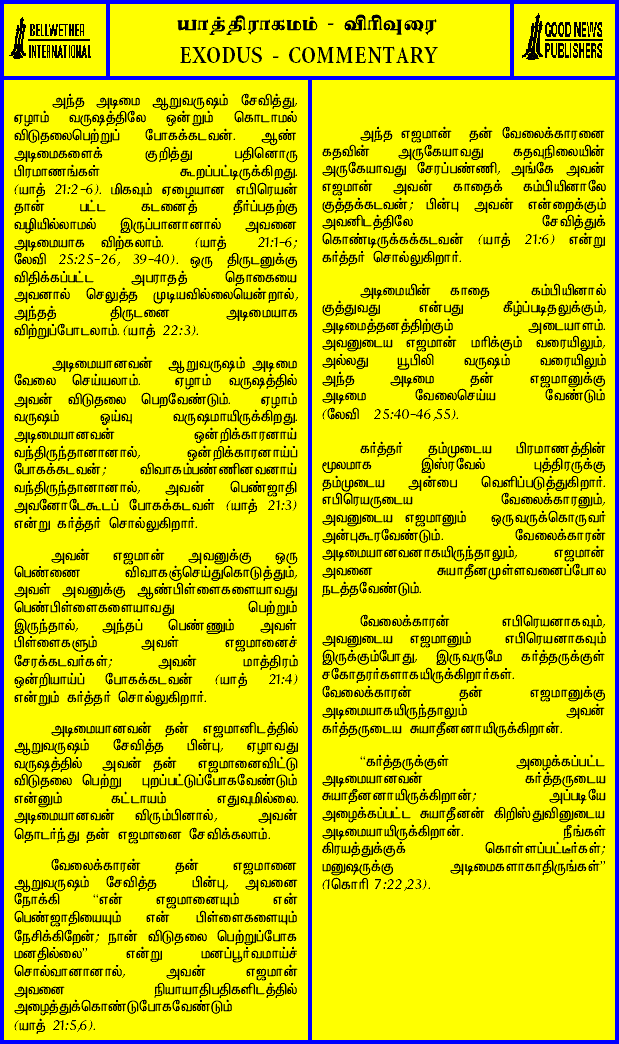 BELLWETHER
INTERNATIONAL
யாத்திராகமம் - விரிவுரை
EXODUS - COMMENTARY
GOOD NEWS
PUBLISHERS
அந்த அடிமை ஆறுவருஷம் சேவித்து,
ஏழாம் வருஷத்திலே ஒன்றும் கொடாமல்
விடுதலைபெற்றுப் போகக்கடவன். ஆண்
அடிமைகளைக் குறித்து பதினொரு
பிரமாணங்கள் கூறப்பட்டிருக்கிறது.
(யாத் 21:2-6). மிகவும் ஏழையான எபிரெயன்
தான் பட்ட கடனைத் தீர்ப்பதற்கு
வழியில்லாமல் இருப்பானானால் அவனை
அடிமையாக விற்கலாம். (யாத் 21:1-6;
லேவி 25:25-26, 39-40). ஒரு திருடனுக்கு
விதிக்கப்பட்ட அபராதத் தொகையை
அவனால் செலுத்த முடியவில்லையென்றால்,
அந்தத் திருடனை அடிமையாக
விற்றுப்போடலாம். (யாத் 22:3).
அடிமையானவன் ஆறுவருஷம் அடிமை
வேலை செய்யலாம். ஏழாம் வருஷத்தில்
அவன் விடுதலை பெறவேண்டும். ஏழாம்
வருஷம் ஓய்வு வருஷமாயிருக்கிறது.
அடிமையானவன் ஒன்றிக்காரனாய்
வந்திருந்தானானால், ஒன்றிக்காரனாய்ப்
போகக்கடவன்; விவாகம்பண்ணினவனாய்
வந்திருந்தானானால், அவன் பெண்ஜாதி
அவனோடேகூடப் போகக்கடவள் (யாத் 21:3)
என்று கர்த்தர் சொல்லுகிறார்.
அவன் எஜமான் அவனுக்கு ஒரு
பெண்ணை விவாகஞ்செய்துகொடுத்தும்,
அவள் அவனுக்கு ஆண்பிள்ளைகளையாவது
பெண்பிள்ளைகளையாவது பெற்றும்
இருந்தால், அந்தப் பெண்ணும் அவள்
பிள்ளைகளும் அவள் எஜமானைச்
சேரக்கடவர்கள்; அவன் மாத்திரம்
ஒன்றியாய்ப் போகக்கடவன் (யாத் 21:4)
என்றும் கர்த்தர் சொல்லுகிறார்.
அடிமையானவன் தன் எஜமானிடத்தில்
ஆறுவருஷம் சேவித்த பின்பு, ஏழாவது
வருஷத்தில் அவன் தன் எஜமானைவிட்டு
விடுதலை பெற்று புறப்பட்டுப்போகவேண்டும்
என்னும் கட்டாயம் எதுவுமில்லை.
அடிமையானவன் விரும்பினால், அவன்
தொடர்ந்து தன் எஜமானை சேவிக்கலாம்.
வேலைக்காரன் தன் எஜமானை
ஆறுவருஷம் சேவித்த பின்பு, அவனை
நோக்கி “என் எஜமானையும் என்
பெண்ஜாதியையும் என் பிள்ளைகளையும்
நேசிக்கிறேன்; நான் விடுதலை பெற்றுப்போக
மனதில்லை” என்று மனப்பூர்வமாய்ச்
சொல்வானானால், அவன் எஜமான்
அவனை நியாயாதிபதிகளிடத்தில்
அழைத்துக்கொண்டுபோகவேண்டும்
(யாத் 21:5,6).
அந்த எஜமான் தன் வேலைக்காரனை
கதவின் அருகேயாவது கதவுநிலையின்
அருகேயாவது சேரப்பண்ணி, அங்கே அவன்
எஜமான் அவன் காதைக் கம்பியினாலே
குத்தக்கடவன்; பின்பு அவன் என்றைக்கும்
அவனிடத்திலே சேவித்துக்
கொண்டிருக்கக்கடவன் (யாத் 21:6) என்று
கர்த்தர் சொல்லுகிறார்.
அடிமையின் காதை கம்பியினால்
குத்துவது என்பது கீழ்ப்படிதலுக்கும்,
அடிமைத்தனத்திற்கும் அடையாளம்.
அவனுடைய எஜமான் மரிக்கும் வரையிலும்,
அல்லது யூபிலி வருஷம் வரையிலும்
அந்த அடிமை தன் எஜமானுக்கு
அடிமை வேலைசெய்ய வேண்டும்
(லேவி 25:40-46,55).
கர்த்தர் தம்முடைய பிரமாணத்தின்
மூலமாக இஸ்ரவேல் புத்திரருக்கு
தம்முடைய அன்பை வெளிப்படுத்துகிறார்.
எபிரெயருடைய வேலைக்காரனும்,
அவனுடைய எஜமானும் ஒருவருக்கொருவர்
அன்புகூரவேண்டும். வேலைக்காரன்
அடிமையானவனாகயிருந்தாலும், எஜமான்
அவனை சுயாதீனமுள்ளவனைப்போல
நடத்தவேண்டும்.
வேலைக்காரன் எபிரெயனாகவும்,
அவனுடைய எஜமானும் எபிரெயனாகவும்
இருக்கும்போது, இருவருமே கர்த்தருக்குள்
சகோதரர்களாகயிருக்கிறார்கள்.
வேலைக்காரன் தன் எஜமானுக்கு
அடிமையாகயிருந்தாலும் அவன்
கர்த்தருடைய சுயாதீனனாயிருக்கிறான்.
“கர்த்தருக்குள் அழைக்கப்பட்ட
அடிமையானவன் கர்த்தருடைய
சுயாதீனனாயிருக்கிறான்; அப்படியே
அழைக்கப்பட்ட சுயாதீனன் கிறிஸ்துவினுடைய
அடிமையாயிருக்கிறான். நீங்கள்
கிரயத்துக்குக் கொள்ளப்பட்டீர்கள்;
மனுஷருக்கு அடிமைகளாகாதிருங்கள்”
(1கொரி 7:22,23).